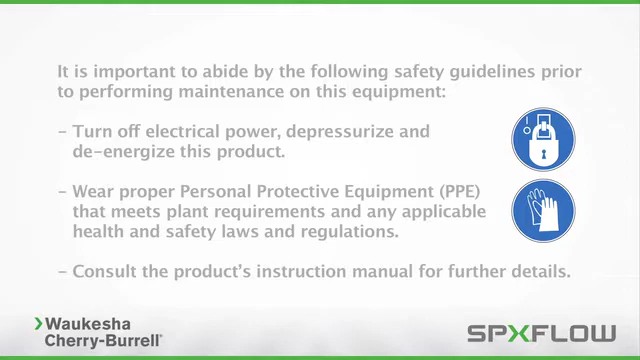 It is important to abide by the following safety guidelines prior
to performing maintenance on this equipment:
- Turn off electrical power, depressurize and
de-energize this product.
- Wear proper Personal Protective Equipment (PPE)
that meets plant requirements and any applicable
health and safety laws and regulations.
- Consult the product's instruction manual for further details.
Waukesha
Cherry-Burrell®
SPXFLOW